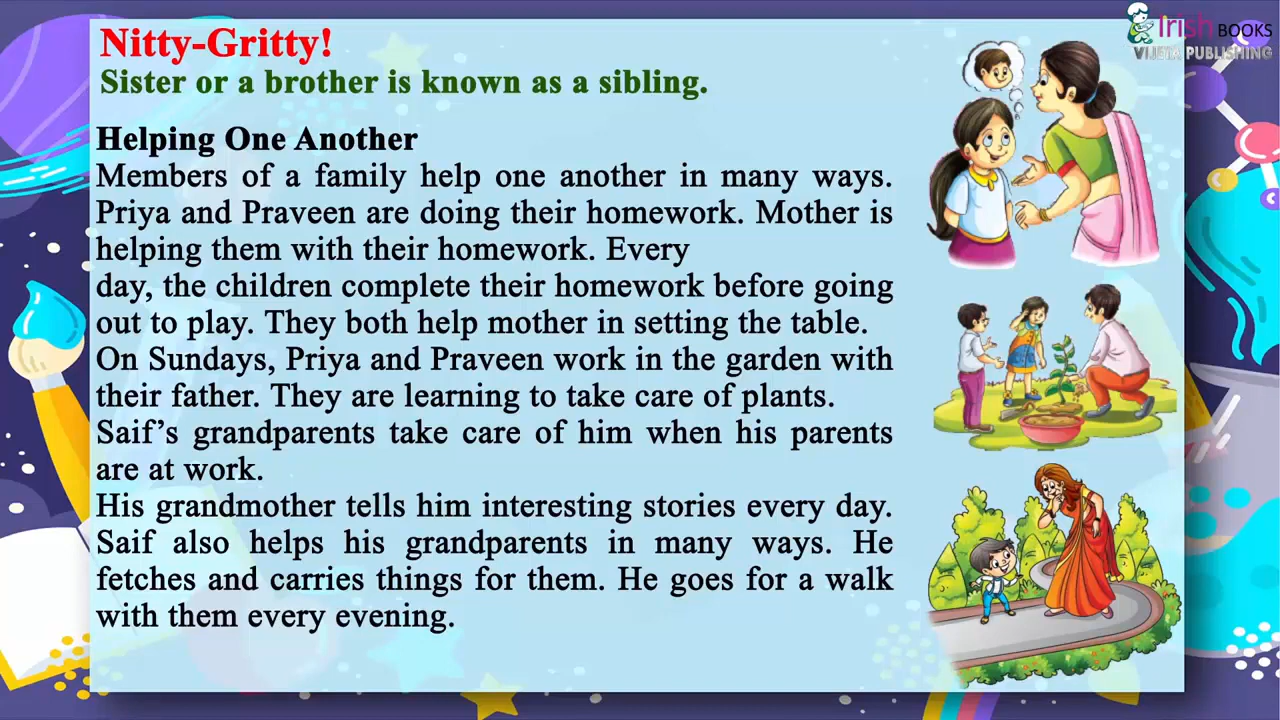 Irish BOOKS
VIJETA PUBLISHING
Nitty-Gritty!
Sister or a brother is known as a sibling.
Helping One Another
Members of a family help one another in many ways.
Priya and Praveen are doing their homework. Mother is
helping them with their homework. Every
day, the children complete their homework before going
out to play. They both help mother in setting the table.
On Sundays, Priya and Praveen work in the garden with
their father. They are learning to take care of plants.
Saif’s grandparents take care of him when his parents
are at work.
His grandmother tells him interesting stories every day.
Saif also helps his grandparents in many ways. He
fetches and carries things for them. He goes for a walk
with them every evening.